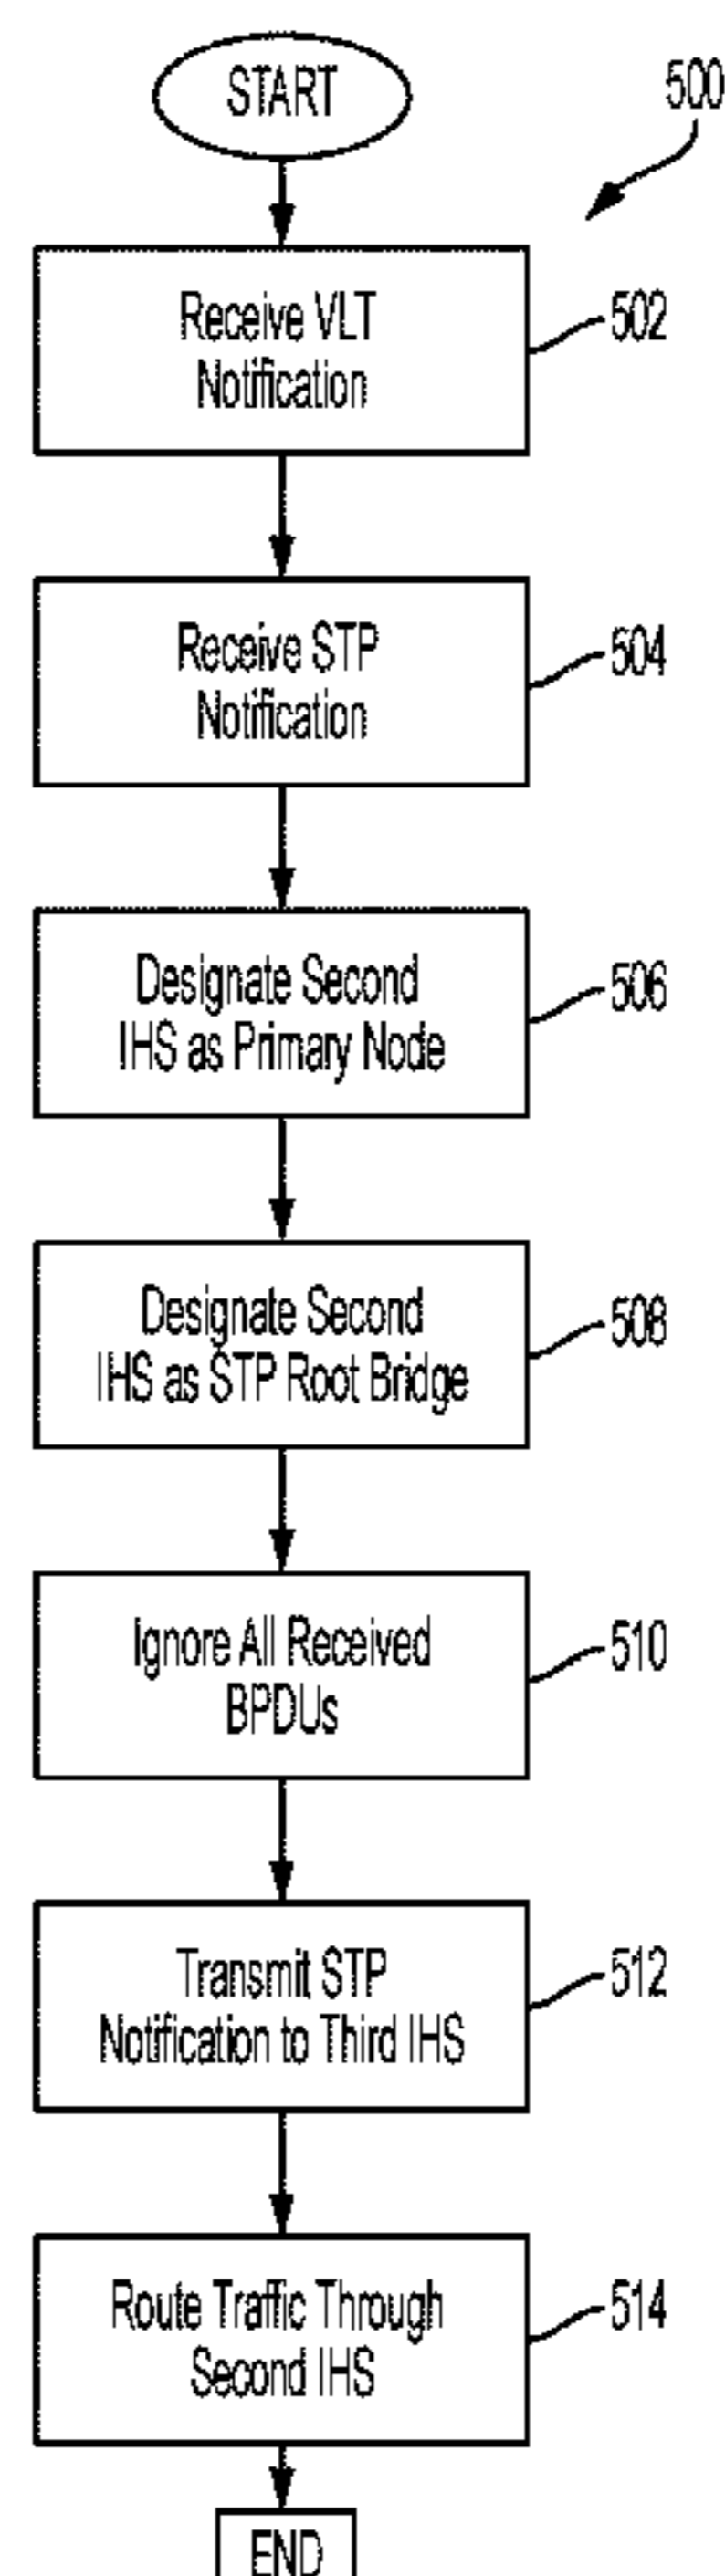 START
500
Receive VLT
Notification
502
Receive STP
Notification
504
Designate Second
IHS as Primary Node
506
Designate Second
IHS as STP Root Bridge
508
Ignore All Received
BPDUs
510
Transmit STP
Notification to Third IHS
512
Route Traffic Through
Second IHS
514
END